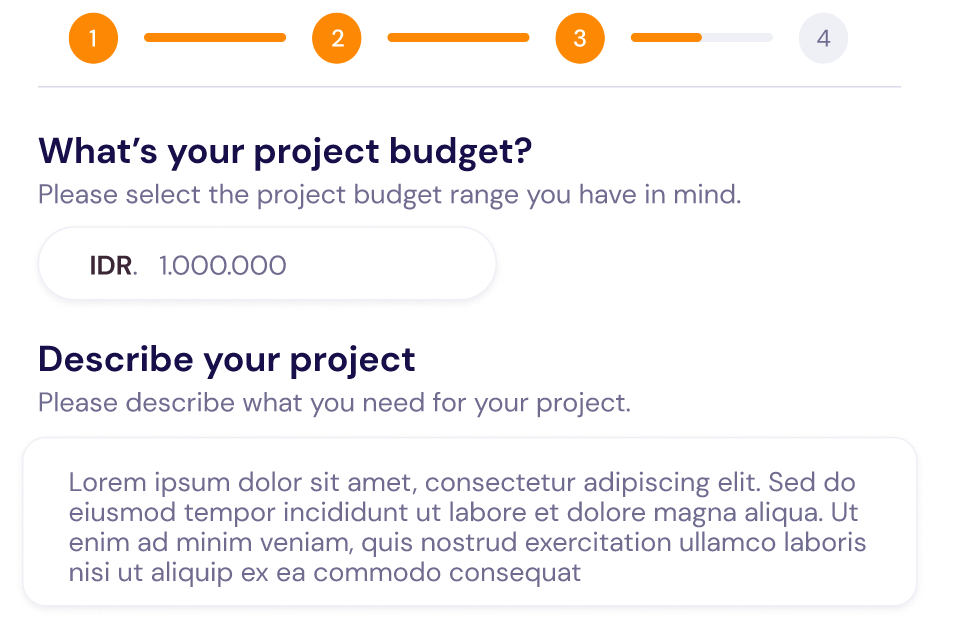 1 2 3 4
What’s your project budget?
Please select the project budget range you have in mind.
IDR. 1.000.000
Describe your project
Please describe what you need for your project.
Lorem ipsum dolor sit amet, consectetur adipiscing elit. Sed do
eiusmod tempor incididunt ut labore et dolore magna aliqua. Ut
enim ad minim veniam, quis nostrud exercitation ullamco laboris
nisi ut aliquip ex ea commodo consequat